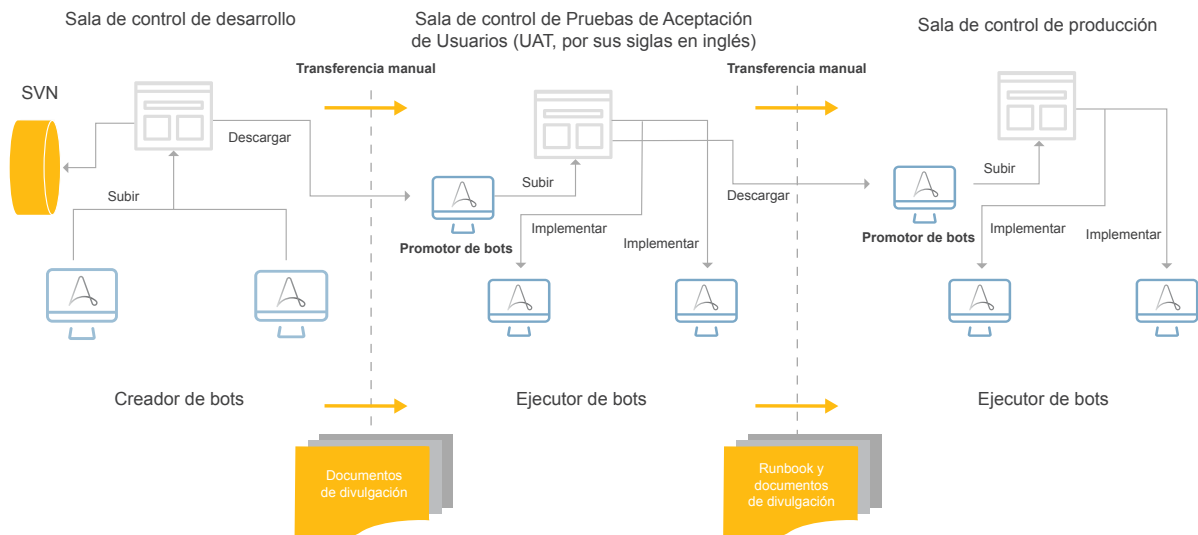 Sala de control de desarrollo
Sala de control de Pruebas de Aceptación
de Usuarios (UAT, por sus siglas en inglés)
Sala de control de producción
Transferencia manual
Transferencia manual
SVN
Descargar
Subir
Subir
Descargar
Subir
Promotor de bots
Implementar
Implementar
Promotor de bots
Implementar
Implementar
Creador de bots
Ejecutor de bots
Ejecutor de bots
Documentos
de divulgación
Runbook y
documentos
de divulgación